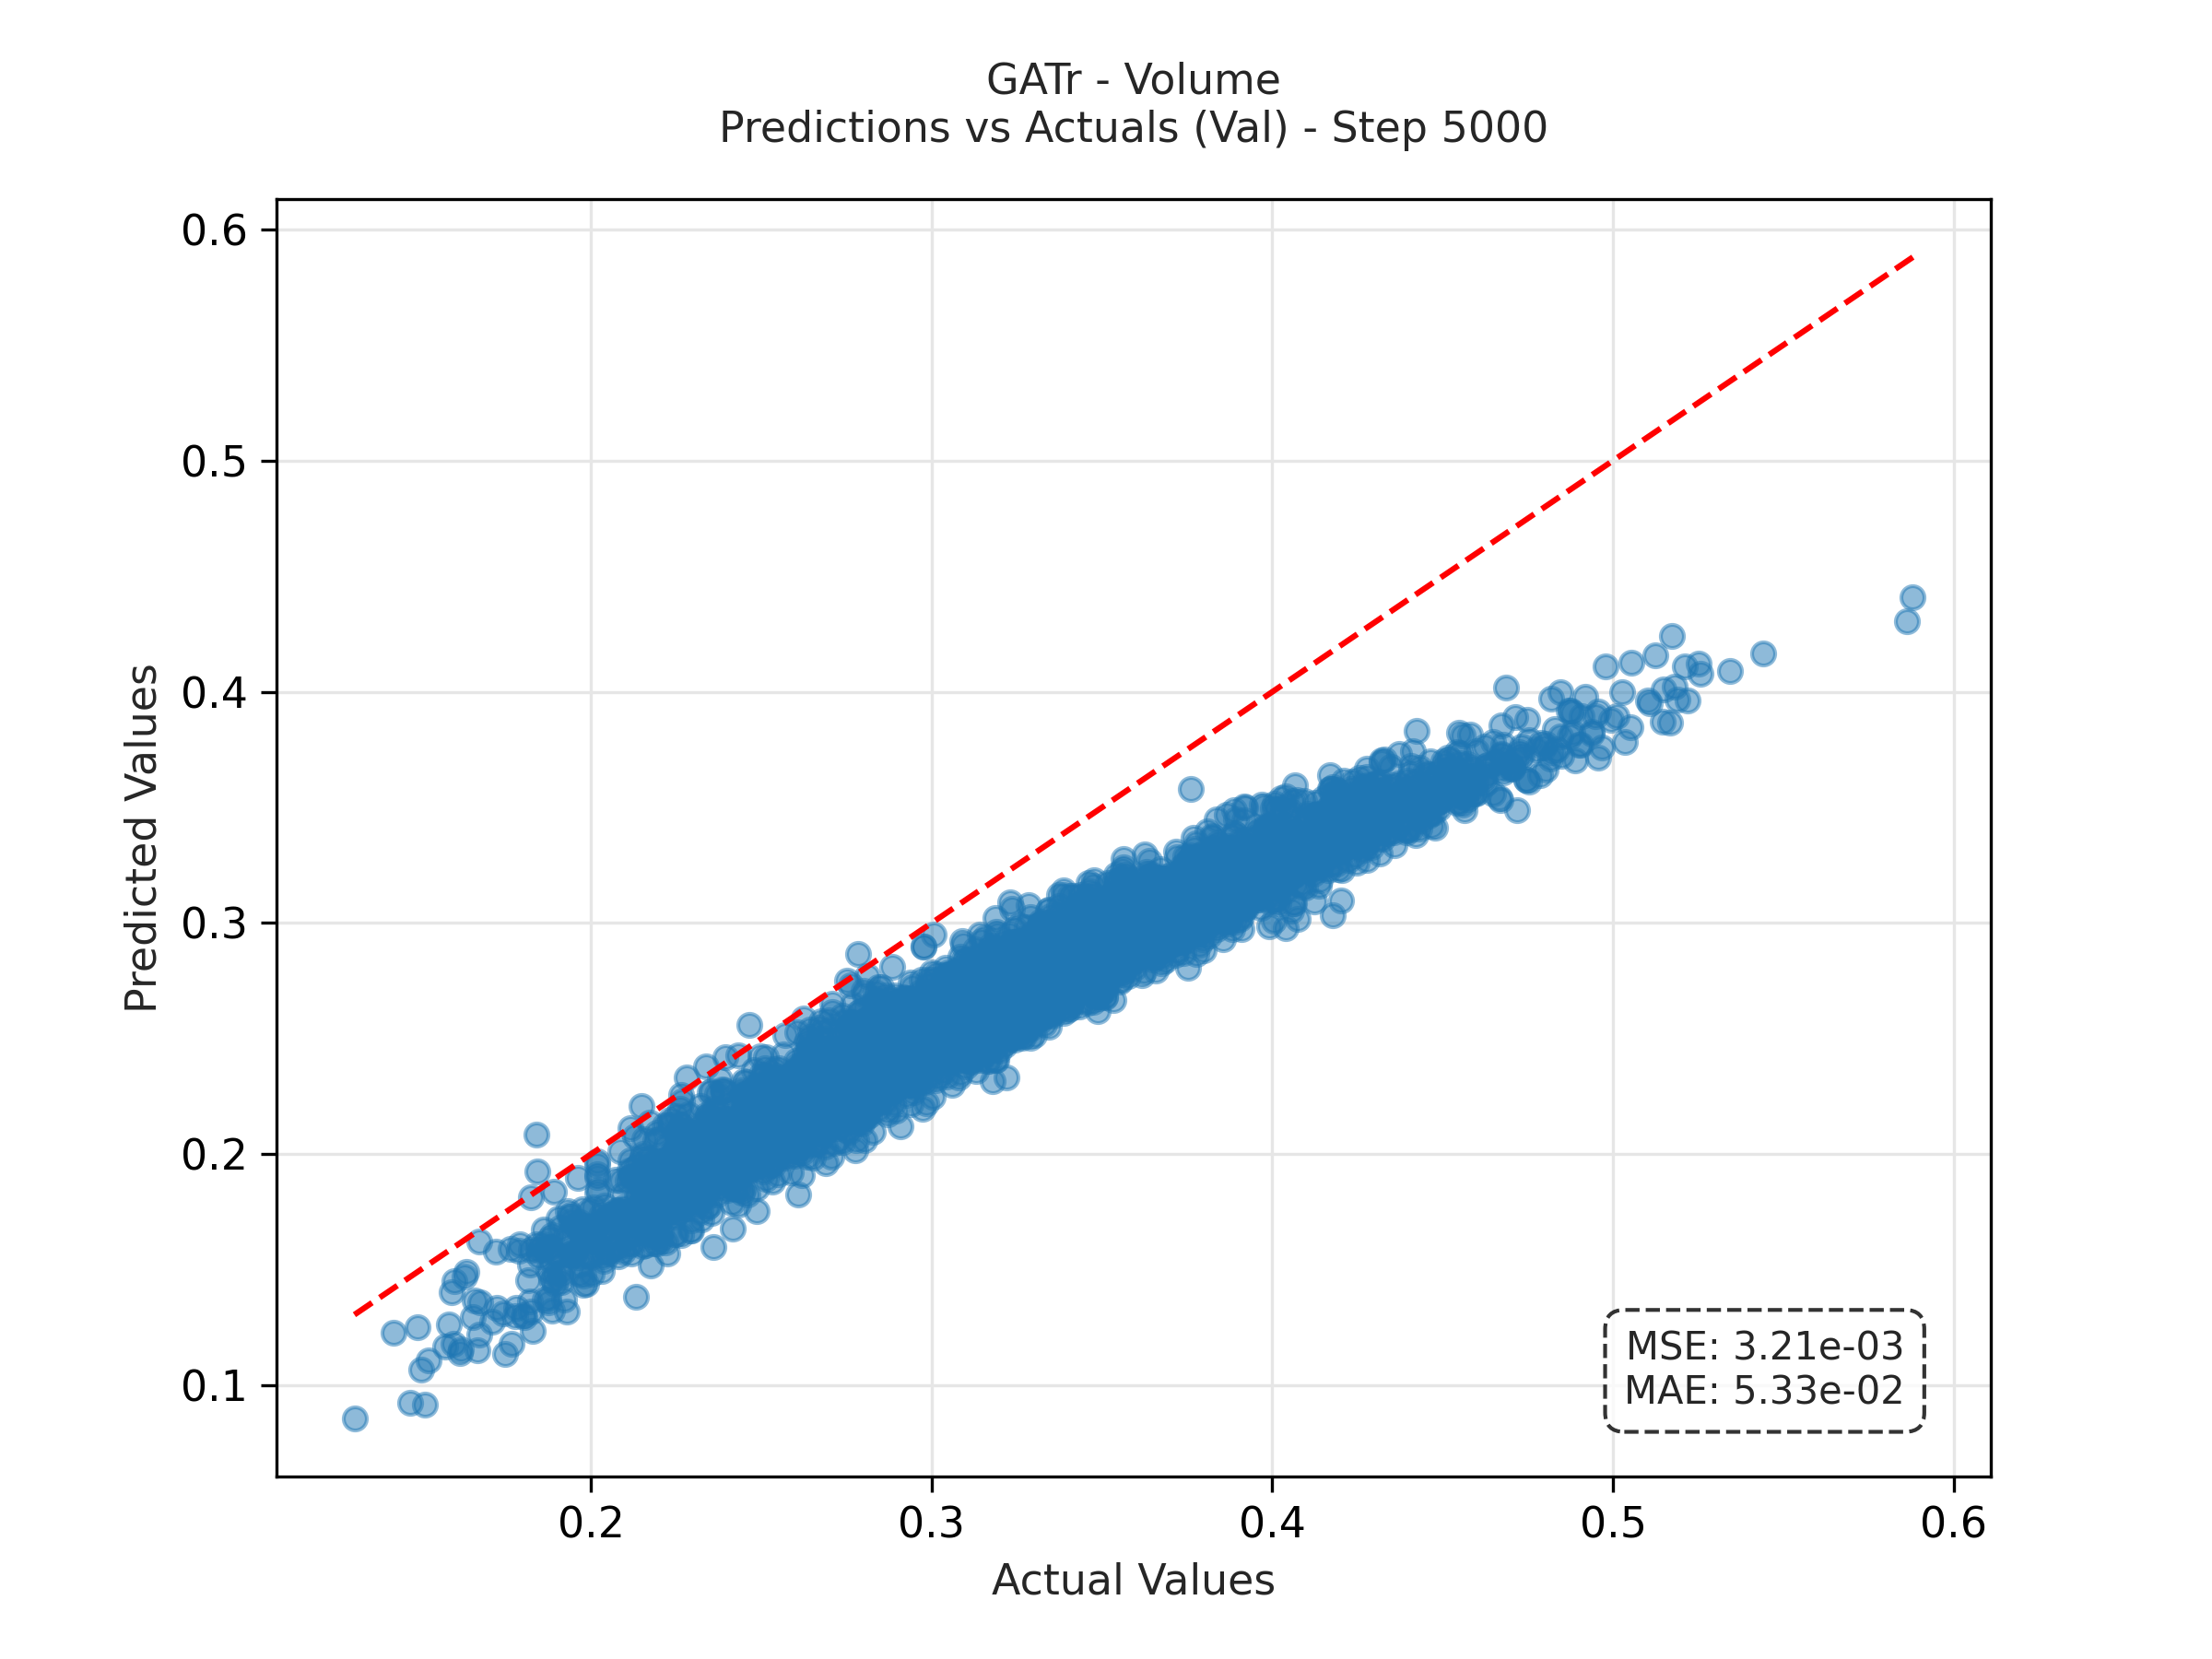 GATr - Volume
Predictions vs Actuals (Val) - Step 5000
0.6
0.5
0.4
0.3
0.2
0.1
Predicted Values
MSE: 3.21e-03
MAE: 5.33e-02
0.2 0.3 0.4 0.5 0.6
Actual Values